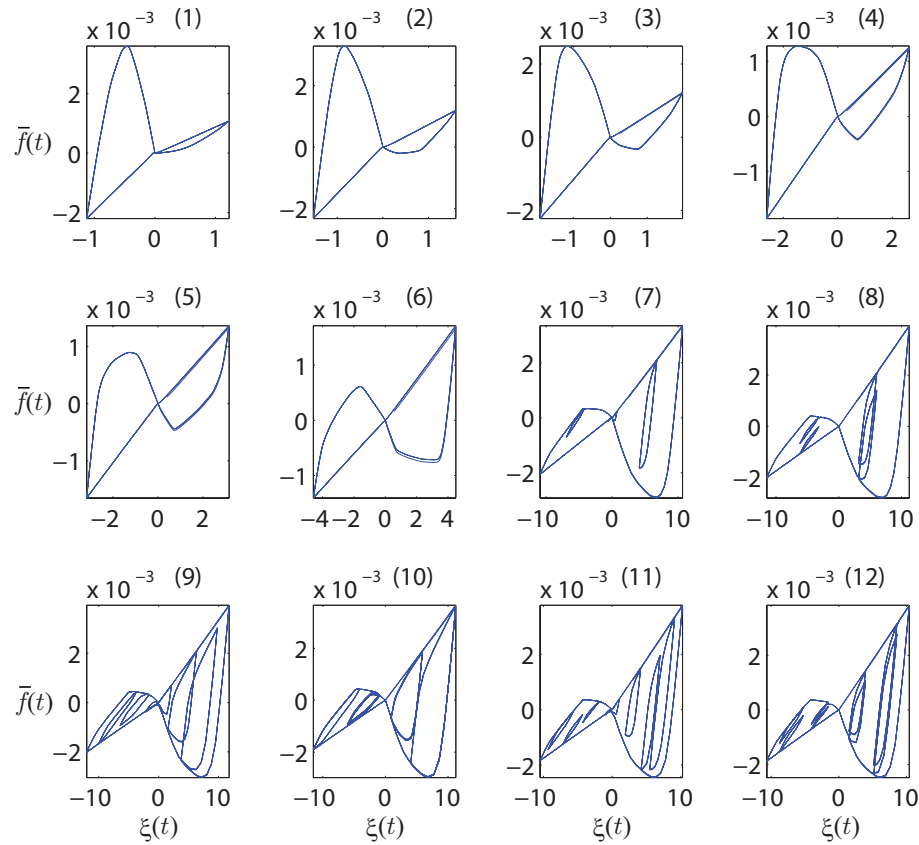 x 10 −3 (1)
x 10 −3 (2)
x 10 −3 (3)
x 10 −3 (4)
f̄(t)
2
0
−2
−1 0 1
2
0
−2
−1 0 1
2
0
−2
−1 0 1
1
0
−1
−2 0 2
x 10 −3 (5)
x 10 −3 (6)
x 10 −3 (7)
x 10 −3 (8)
f̄(t)
1
0
−1
−2 0 2
1
0
−1
−4 −2 0 2 4
2
0
−2
−10 0 10
2
0
−2
−10 0 10
x 10 −3 (9)
x 10 −3 (10)
x 10 −3 (11)
x 10 −3 (12)
f̄(t)
2
0
−2
−10 0 10
ξ(t)
2
0
−2
−10 0 10
ξ(t)
2
0
−2
−10 0 10
ξ(t)
2
0
−2
−10 0 10
ξ(t)